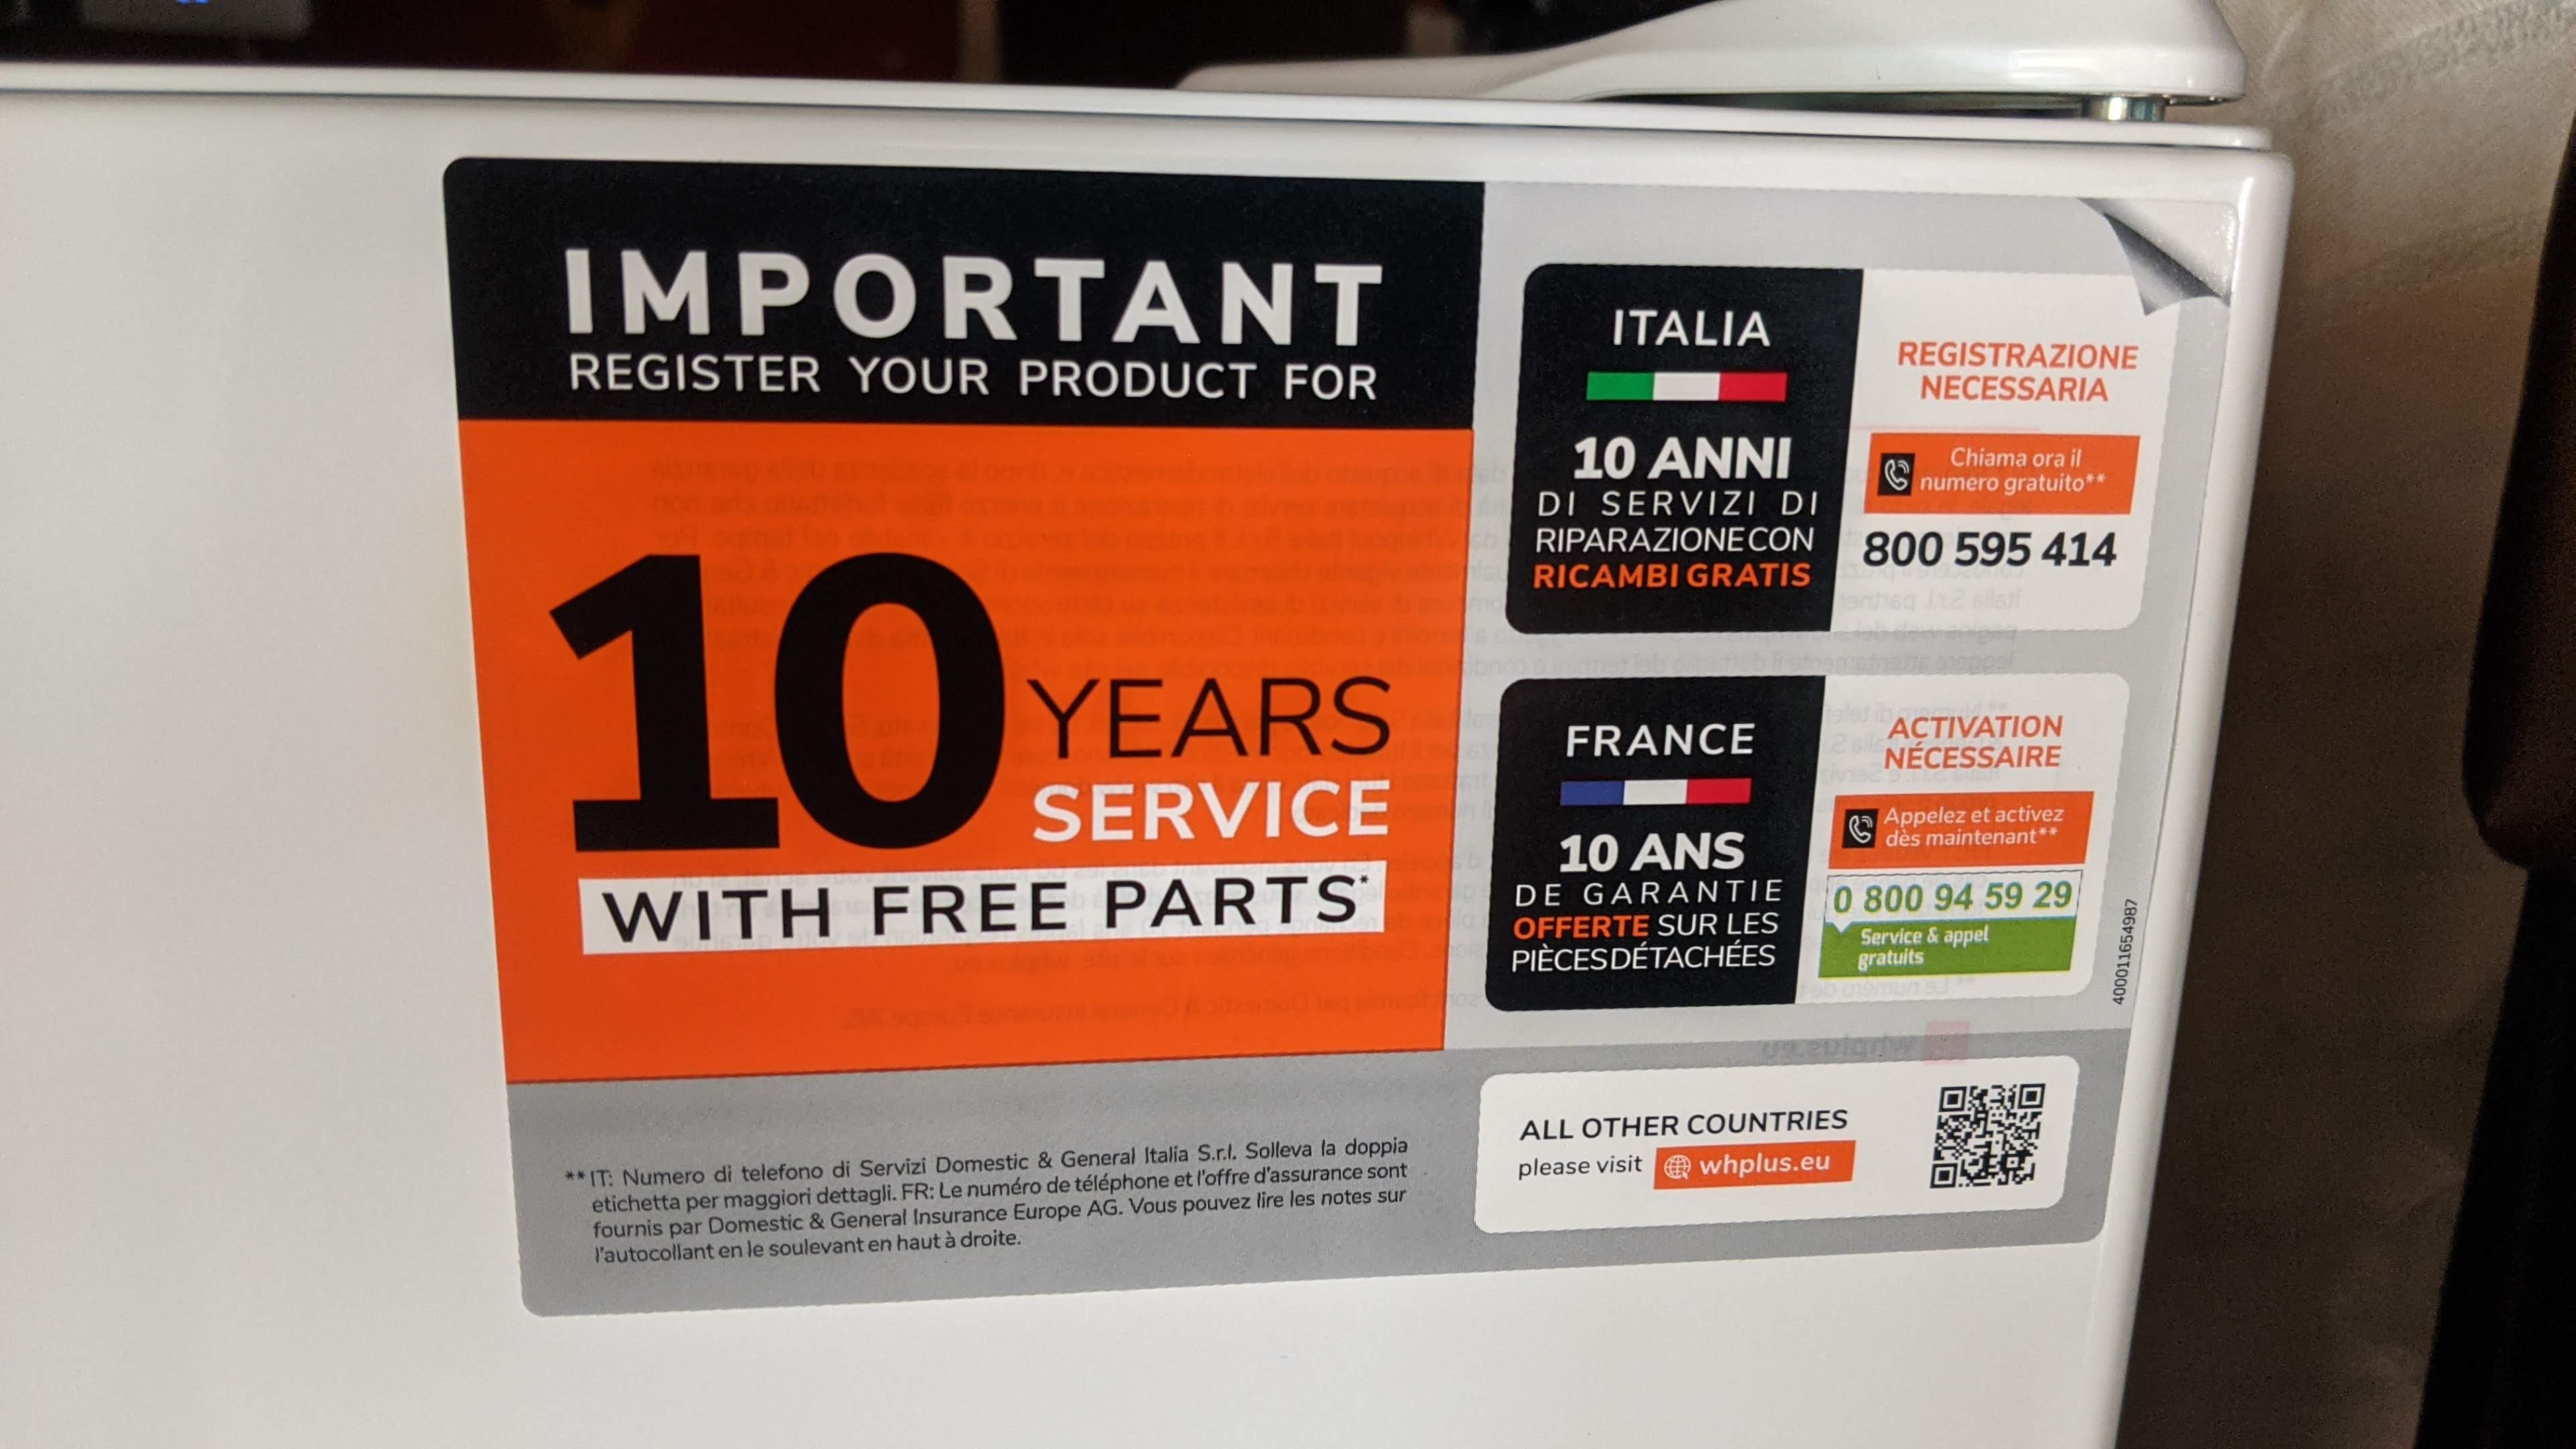 IMPORTANT
REGISTER YOUR PRODUCT FOR
10 YEARS
SERVICE
WITH FREE PARTS*
ITALIA
10 ANNI
DI SERVIZI DI
RIPARAZIONE CON
RICAMBI GRATIS
REGISTRAZIONE
NECESSARIA
Chiama ora il
numero gratuito**
800 595 414
FRANCE
10 ANS
DE GARANTIE
OFFERTE SUR LES
PIÈCES DÉTACHÉES
ACTIVATION
NÉCESSAIRE
Appelez et activez
dès maintenant**
0 800 94 59 29
Service & appel
gratuits
400011654987
**IT: Numero di telefono di Servizi Domestic & General Italia S.r.l. Solleva la doppia
etichetta per maggiori dettagli. FR: Le numéro de téléphone et l'offre d'assurance sont
fournis par Domestic & General Insurance Europe AG. Vous pouvez lire les notes sur
l'autocollant en le soulevant en haut à droite.
ALL OTHER COUNTRIES
please visit whplus.eu